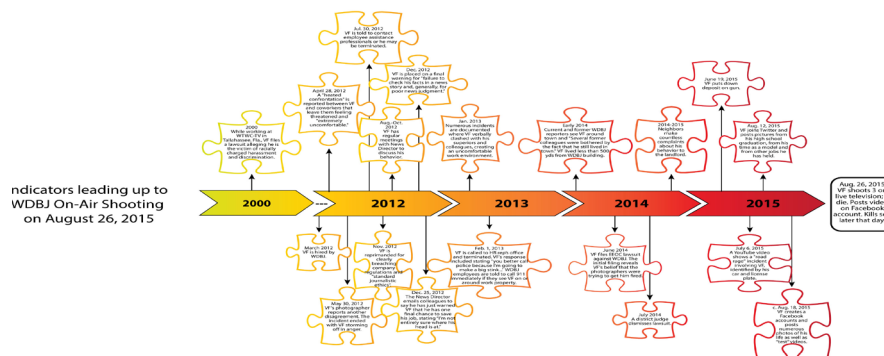 ndicators leading up to
WDBJ On-Air Shooting
on August 26, 2015
2000
2012
2013
2014
2015
2000
While working at
WTWC-TV in
Tallahassee, Fla., VF files
a lawsuit alleging he is
the victim of racially
charged harassment
and discrimination.
March 2012
VF is hired by WDBJ
April 28, 2012
A "heated
confrontation" is
reported between VF
and coworkers that
leave them feeling
threatened and
"extremely
uncomfortable."
May 30, 2012
VF's photographer
reports another
disagreement. The
incident ended
with VF storming
off in anger.
Jul. 30, 2012
VF is told to contact
employee assistance
professionals or he may
be terminated.
Aug.-Oct.
2012
VF has
regular
meetings with
News Director
to discuss his
behavior.
Nov. 2012
VF is
reprimanded for
clearly
breaching
company
regulations and
"standard
journalistic
ethics"
Dec. 2012
VF is placed on a final
warning for "failure to
check his facts in a news
story and, generally, for
poor news judgment."
Dec. 25, 2012
The News Director
emails colleagues to
say he has just warned
VF that he has one
final chance to save
his job, stating "I'm not
entirely sure where his
head is at."
Jan. 2013
Numerous incidents
are documented
where VF verbally
clashed with his
superiors and
colleagues, creating
an uncomfortable
work environment.
Feb. 1, 2013
VF is called to HR's
office and
terminated. VF's response
included stating "you better call
police because I'm going to
make a big stink." WDBJ
employees are told to call 911
immediately if they see VF on or
around work property.
Early 2014
Current and former WDBJ
reporters see VF around
town and "Several former
colleagues were bothered by
the fact that he still lived in
town." VF lived less than 500
yds from WDBJ building.
June 2014
VF files EEOC lawsuit
against WDBJ. The
initial filing reveals
VF's belief that the
photographers were
trying to get him fired
July 2014
A district judge
dismisses lawsuit.
2014-2015
Neighbors
make
countless
complaints
about his
behavior to
the landlord.
June 19, 2015
VF puts down
deposit on gun.
July 6, 2015
A YouTube video
shows a "road
rage" incident
involving VF,
identified by his
car and license
plate.
Aug. 12, 2015
VF joins Twitter and
posts pictures from
his high school
graduation, from his
time as a model and
from other jobs he
has held.
Aug. 18, 2015
VF creates a
Facebook
accounts and
posts
numerous
photos of his
life as well as
videos.
Aug. 26, 201
VF shoots 3 on
live television;
die. Posts vide
on Facebook
account. Kills s
later that day